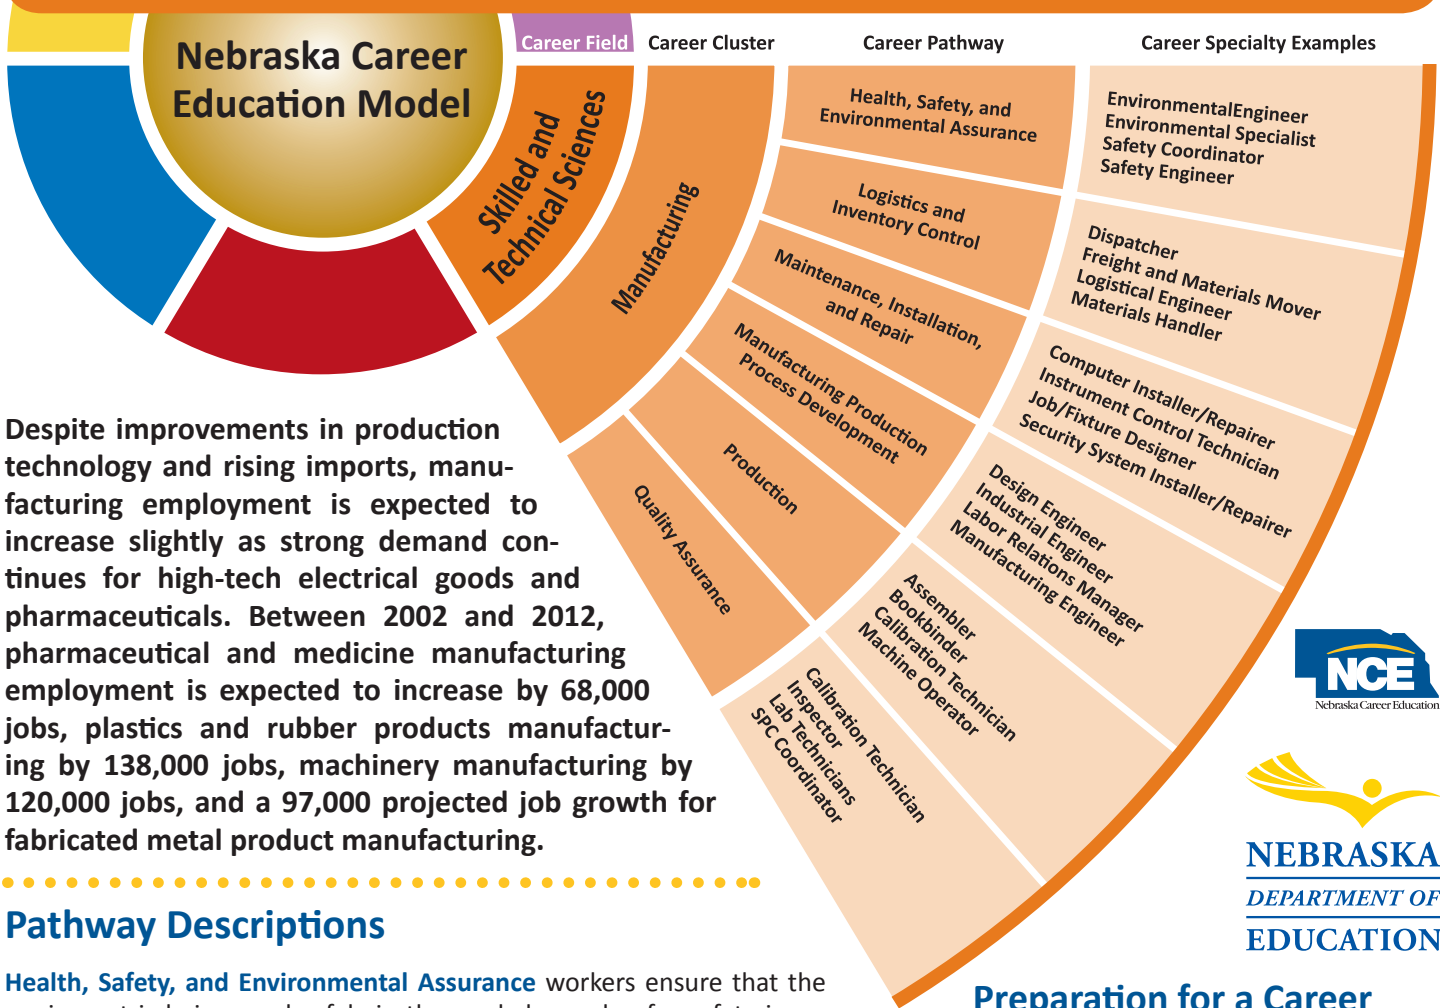 Nebraska Career
Education Model
Career Field
Career Cluster
Career Pathway
Career Specialty Examples
Skilled and
Technical Sciences
Manufacturing
Health, Safety, and
Environmental Assurance
EnvironmentalEngineer
Environmental Specialist
Safety Coordinator
Safety Engineer
Logistics and
Inventory Control
Dispatcher
Freight and Materials Mover
Logistical Engineer
Materials Handler
Maintenance, Installation,
and Repair
Computer Installer/Repairer
Instrument Control Technician
Job/Fixture Designer
Security System Installer/Repairer
Manufacturing Production
Process Development
Design Engineer
Industrial Engineer
Labor Relations Manager
Manufacturing Engineer
Production
Assembler
Bookbinder
Calibration Technician
Machine Operator
Quality Assurance
Calibration Technician
Inspector
Lab Technicians
SPC Coordinator
Despite improvements in production
technology and rising imports, manu-
facturing employment is expected to
increase slightly as strong demand con-
tinues for high-tech electrical goods and
pharmaceuticals. Between 2002 and 2012,
pharmaceutical and medicine manufacturing
employment is expected to increase by 68,000
jobs, plastics and rubber products manufactur-
ing by 138,000 jobs, machinery manufacturing by
120,000 jobs, and a 97,000 projected job growth for
fabricated metal product manufacturing.
NCE
Nebraska Career Education
NEBRASKA
DEPARTMENT OF
EDUCATION
Pathway Descriptions
Health, Safety, and Environmental Assurance workers ensure that the
Preparation for a Career